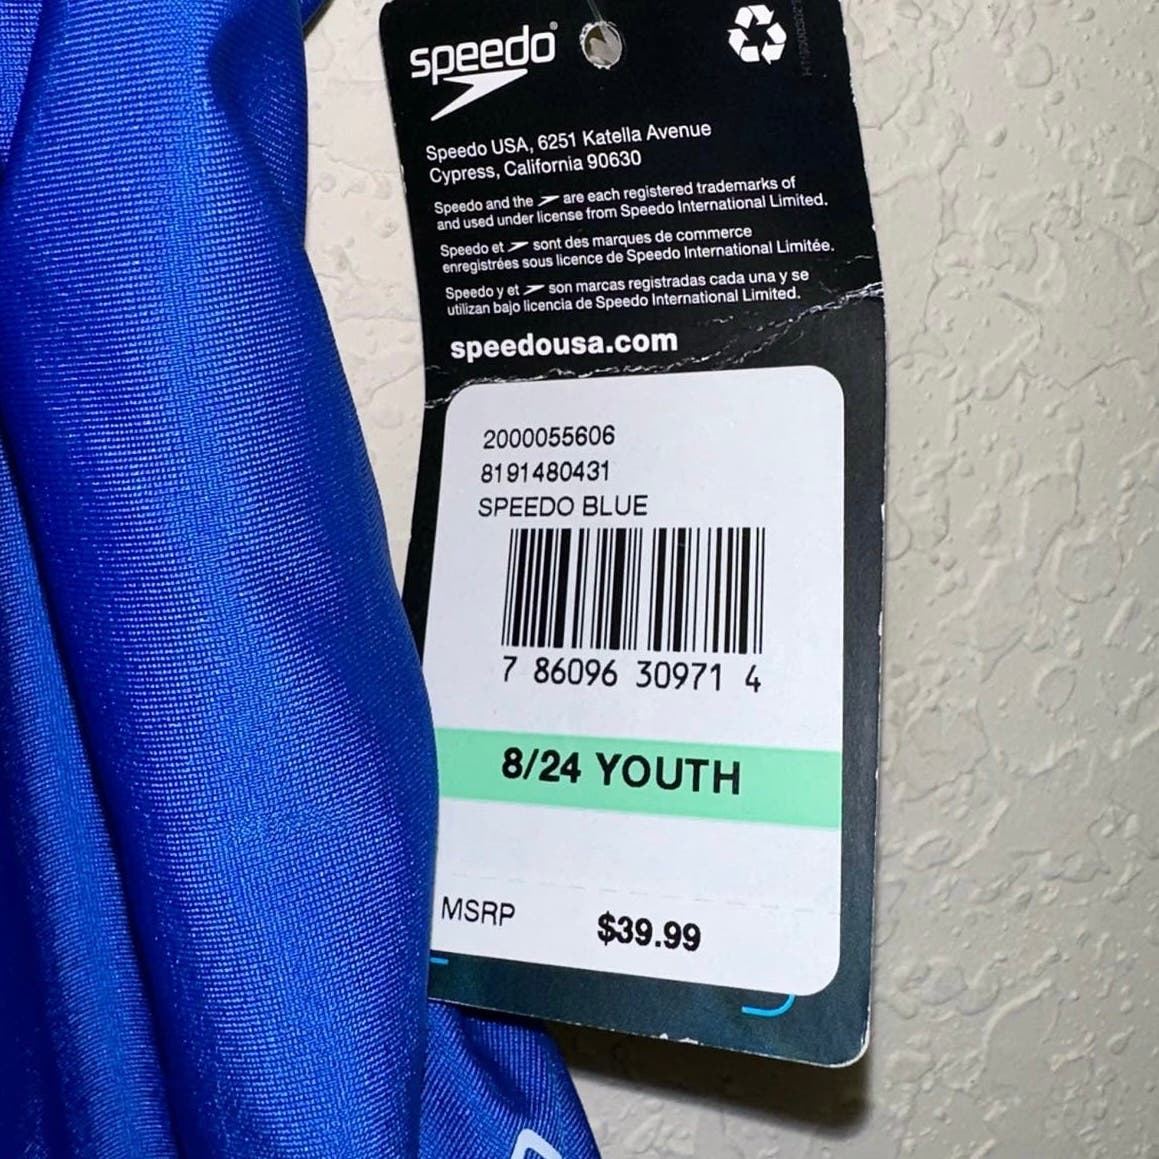 speedo®
Speedo USA, 6251 Katella Avenue
Cypress, California 90630
Speedo and the are each registered trademarks of
and used under license from Speedo International Limited.
Speedo et sont des marques de commerce
enregistrées sous licence de Speedo International Limitée.
Speedo y et son marcas registradas cada una y se
utilizan bajo licencia de Speedo International Limited.
speedousa.com
2000055606
8191480431
SPEEDO BLUE
7 86096 30971 4
8/24 YOUTH
MSRP $39.99